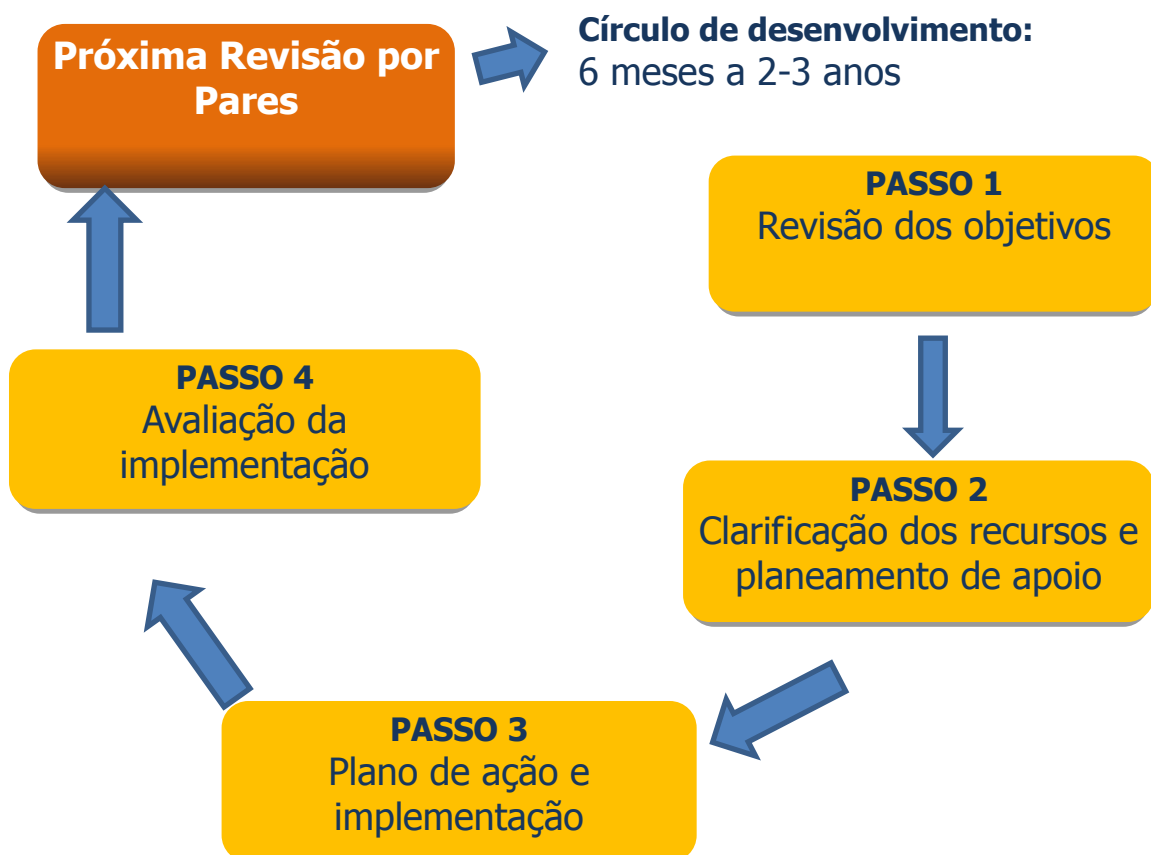 Próxima Revisão por
Pares
Círculo de desenvolvimento:
6 meses a 2-3 anos
PASSO 1
Revisão dos objetivos
PASSO 2
Clarificação dos recursos e
planeamento de apoio
PASSO 3
Plano de ação e
implementação
PASSO 4
Avaliação da
implementação